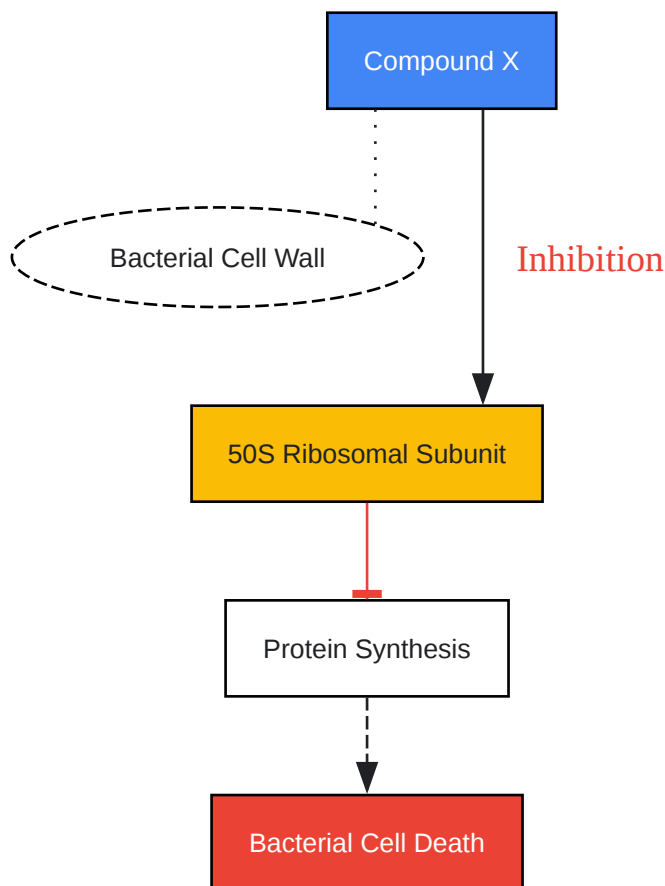 Compound X
Bacterial Cell Wall
Inhibition
50S Ribosomal Subunit
Protein Synthesis
Bacterial Cell Death